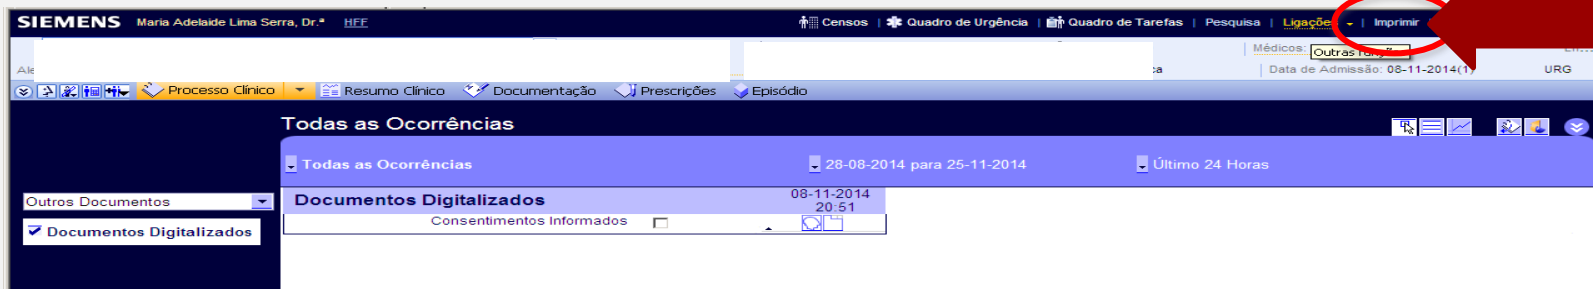 SIEMENS Maria Adelaide Lima Serra, Dr.ª HFF Censos | Quadro de Urgência | Quadro de Tarefas | Pesquisa | Ligações | Imprimir
Médicos: Outras funções
Data de Admissão: 08-11-2014(1) URG
Processo Clínico Resumo Clínico Documentação Prescrições Episódio
Todas as Ocorrências
Todas as Ocorrências 28-08-2014 para 25-11-2014 Último 24 Horas
Outros Documentos
Documentos Digitalizados
Documentos Digitalizados 08-11-2014
20:51
Consentimentos Informados